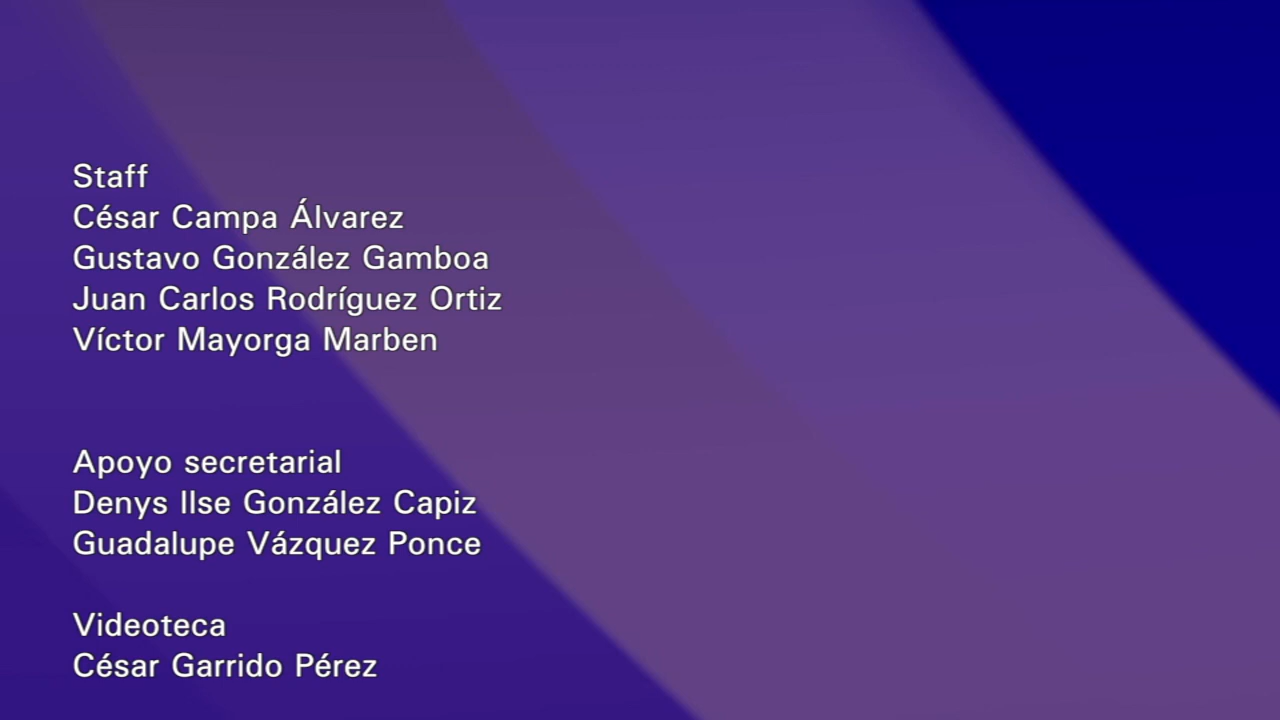 Staff
César Campa Álvarez
Gustavo González Gamboa
Juan Carlos Rodríguez Ortiz
Víctor Mayorga Marben
Apoyo secretarial
Denys Ilse González Capiz
Guadalupe Vázquez Ponce
Videoteca
César Garrido Pérez